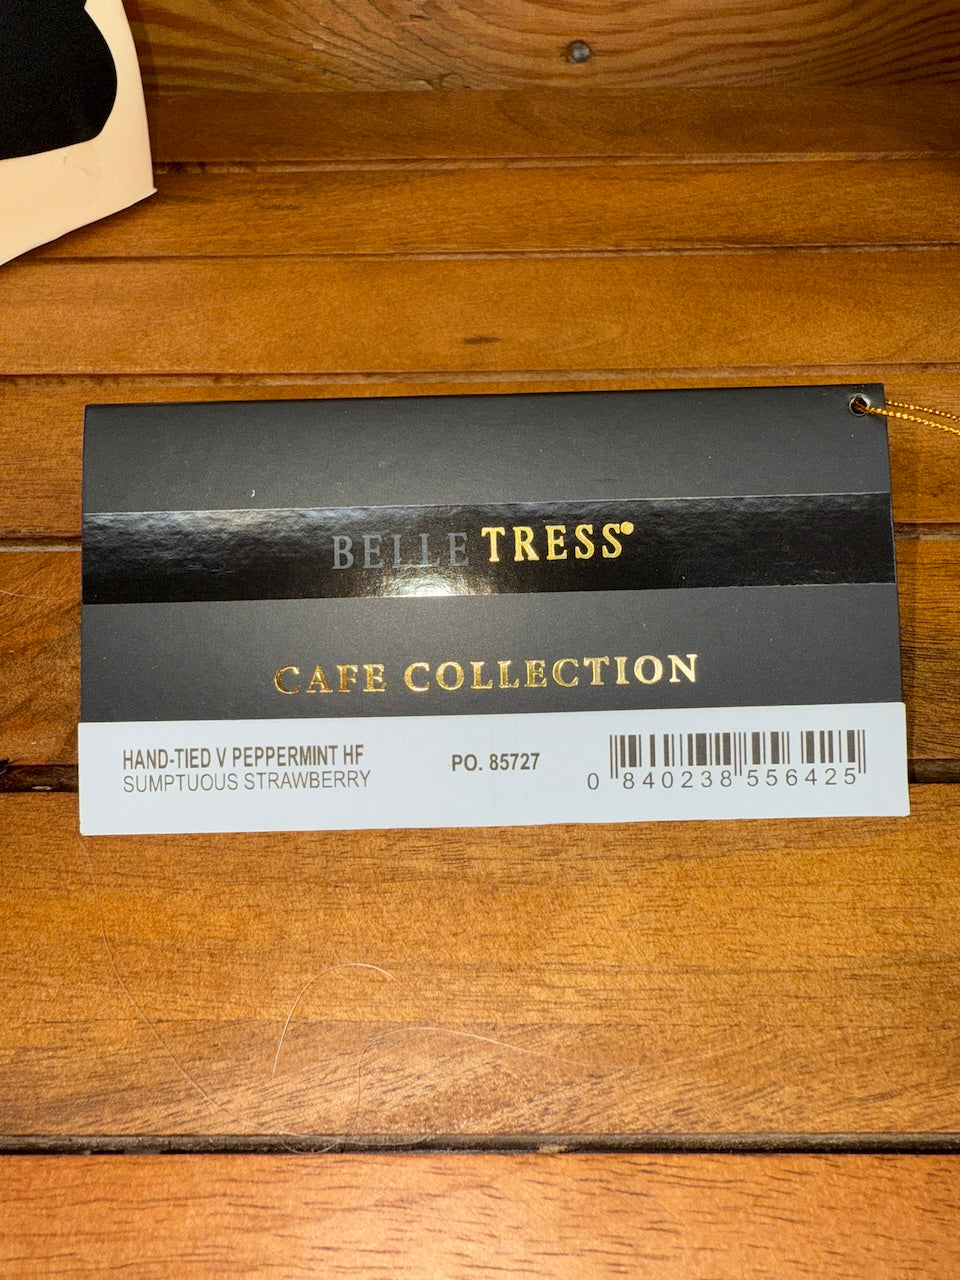 BELLE TRESS®
CAFE COLLECTION
HAND-TIED V PEPPERMINT HF
SUMPTUOUS STRAWBERRY
PO. 85727
0 840238 556425